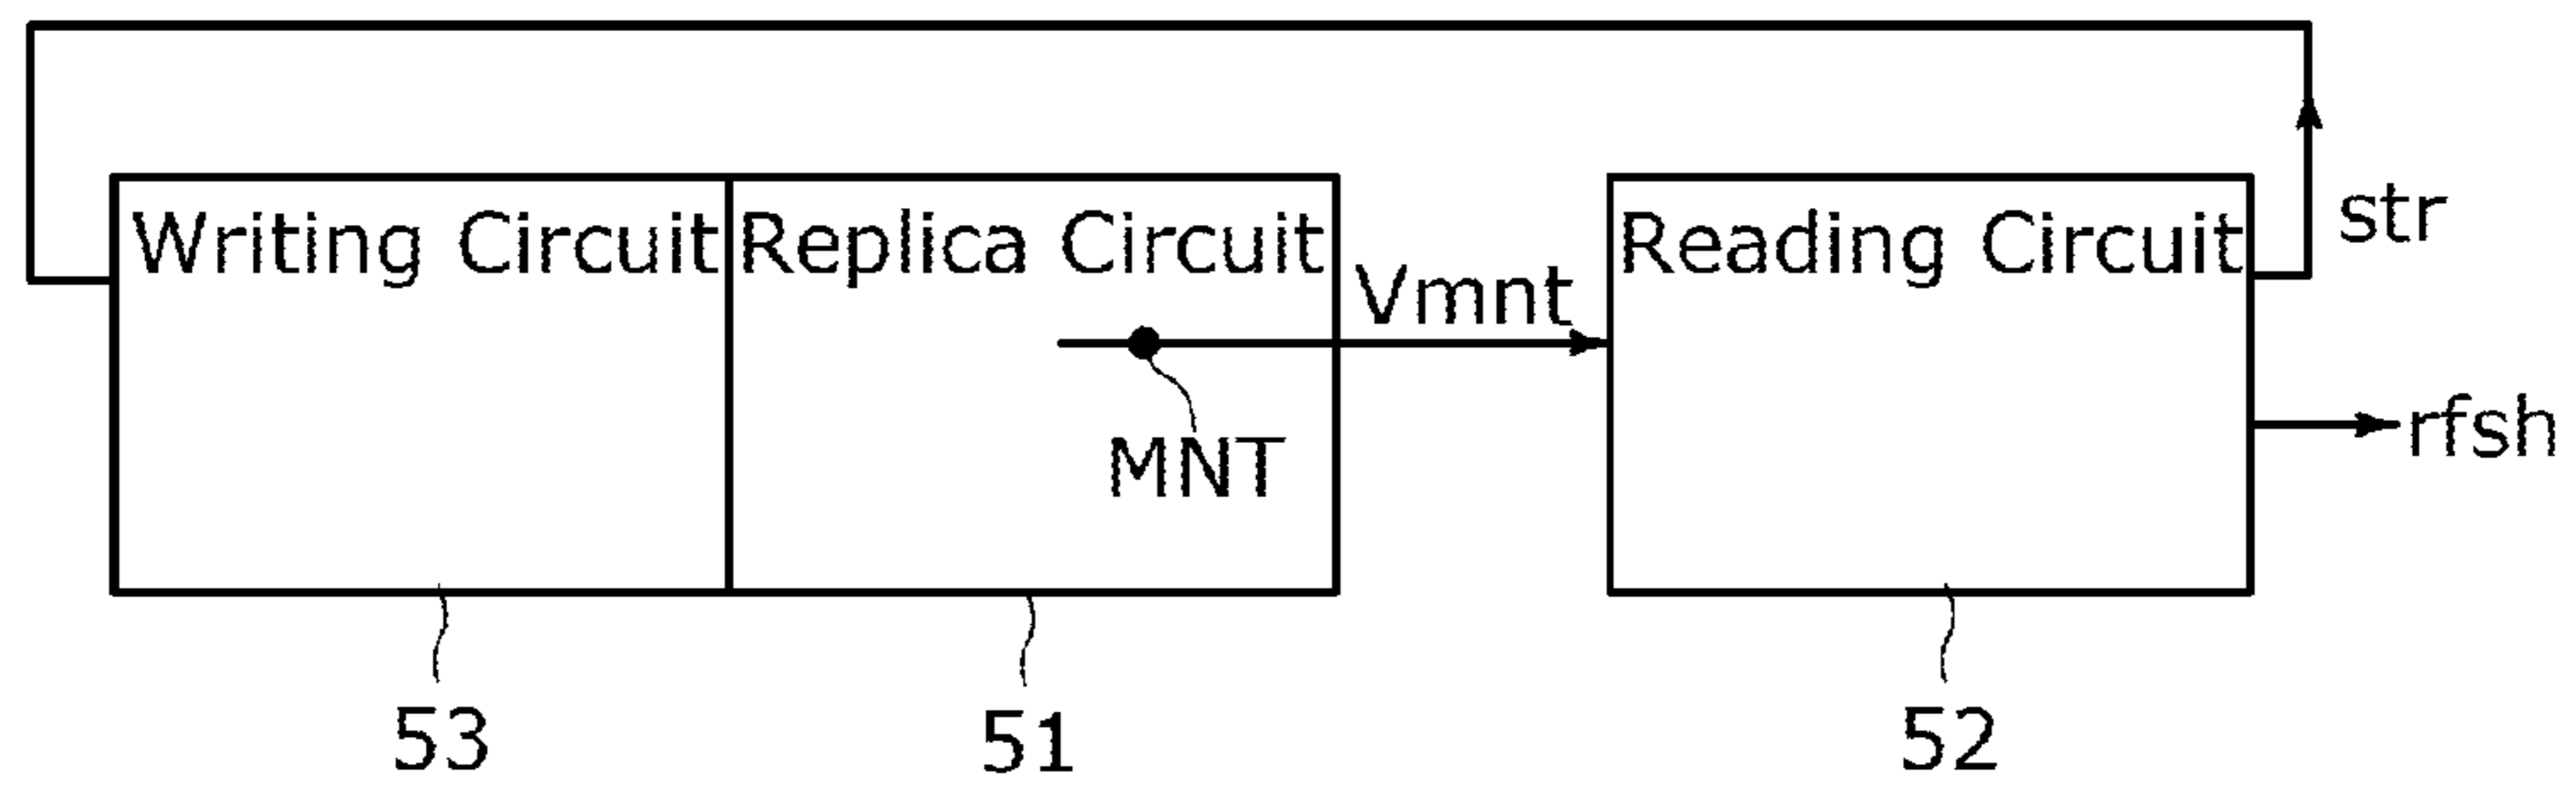 Writing Circuit
Replica Circuit
Vmnt
Reading Circuit
str
MNT
rfsh
53
51
52